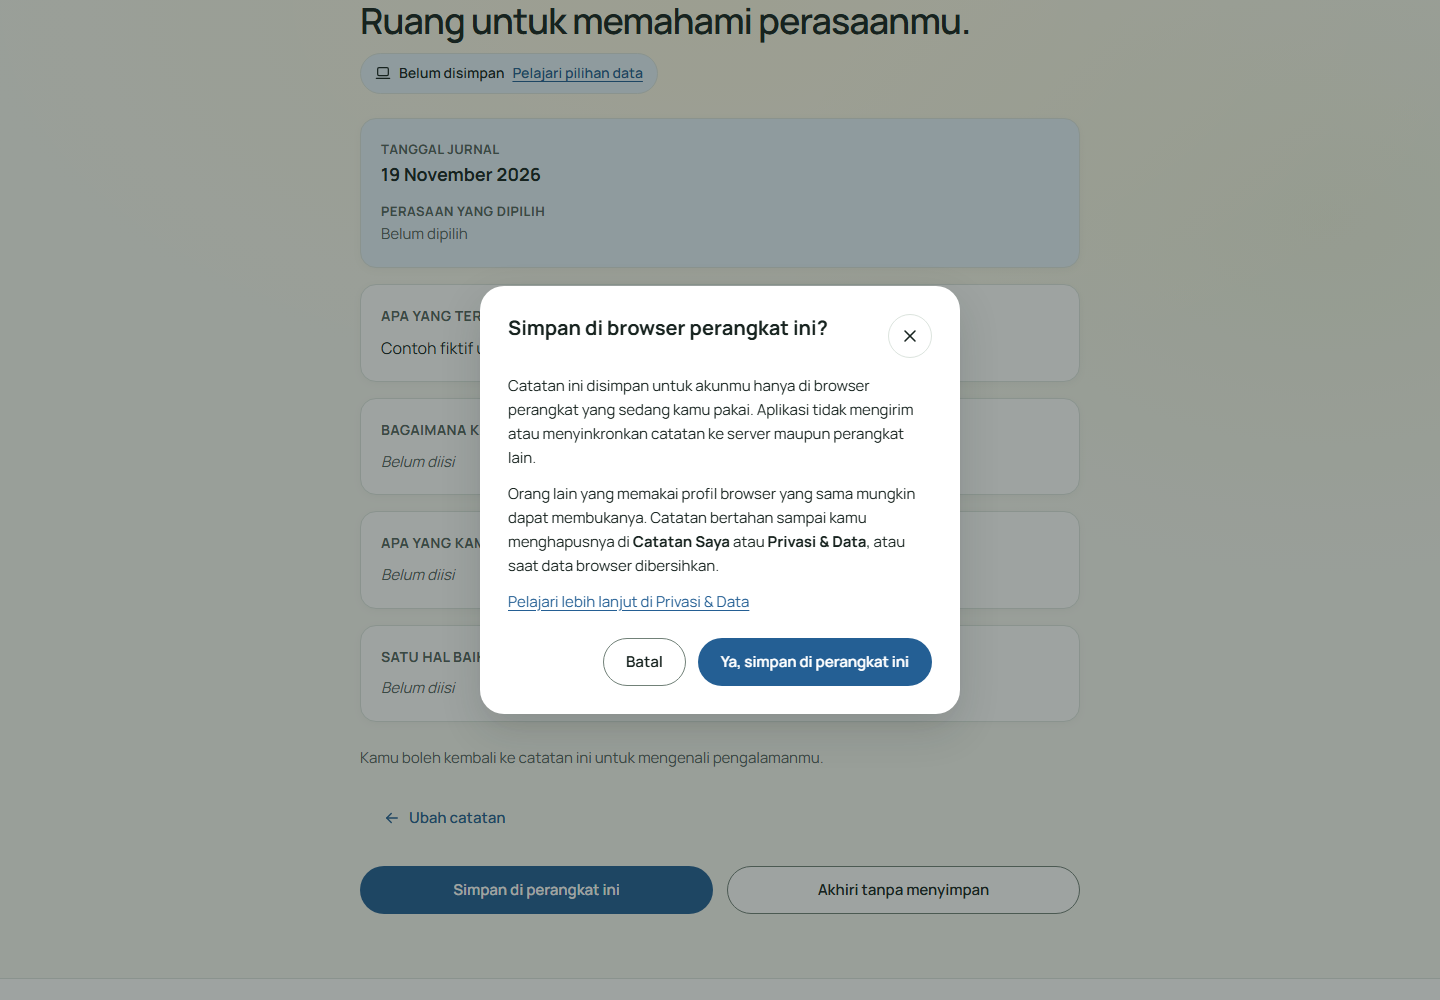 Ruang untuk memahami perasaanmu.
Belum disimpan Pelajari pilihan data
TANGGAL JURNAL
19 November 2026
PERASAAN YANG DIPILIH
Belum dipilih
APA YANG TER
Contoh fiktif
BAGAIMANA K
Belum diisi
APA YANG KAM
Belum diisi
SATU HAL BAIK
Belum diisi
Simpan di browser perangkat ini?
Catatan ini disimpan untuk akunmu hanya di browser
perangkat yang sedang kamu pakai. Aplikasi tidak mengirim
atau menyinkronkan catatan ke server maupun perangkat
lain.
Orang lain yang memakai profil browser yang sama mungkin
dapat membukanya. Catatan bertahan sampai kamu
menghapusnya di Catatan Saya atau Privasi & Data, atau
saat data browser dibersihkan.
Pelajari lebih lanjut di Privasi & Data
Batal
Ya, simpan di perangkat ini
Kamu boleh kembali ke catatan ini untuk mengenali pengalamanmu.
Ubah catatan
Simpan di perangkat ini
Akhiri tanpa menyimpan